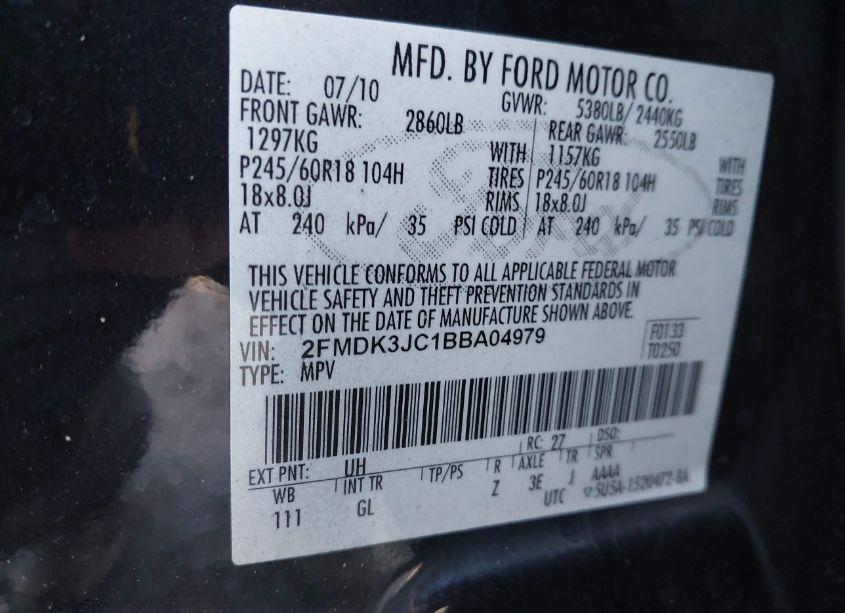 MFD. BY FORD MOTOR CO.
DATE: 07/10 GVWR: 5380LB/ 2440KG
FRONT GAWR: 2860LB REAR GAWR: 2550LB
1297KG WITH 1157KG WITH
P245/60R18 104H TIRES P245/60R18 104H TIRES
18x8.0J RIMS 18x8.0J RIMS
AT 240 kPa/ 35 PSI COLD AT 240 kPa/ 35 PSI COLD
THIS VEHICLE CONFORMS TO ALL APPLICABLE FEDERAL MOTOR
VEHICLE SAFETY AND THEFT PREVENTION STANDARDS IN
EFFECT ON THE DATE OF MANUFACTURE SHOWN ABOVE.
VIN: 2FMDK3JC1BBA04979 F0133
TYPE: MPV T0250
RC: 27 DSO:
EXT PNT: UH
WB INT TR TP/PS R AXLE TR SPR
111 GL Z 3E J AAAA
UTC